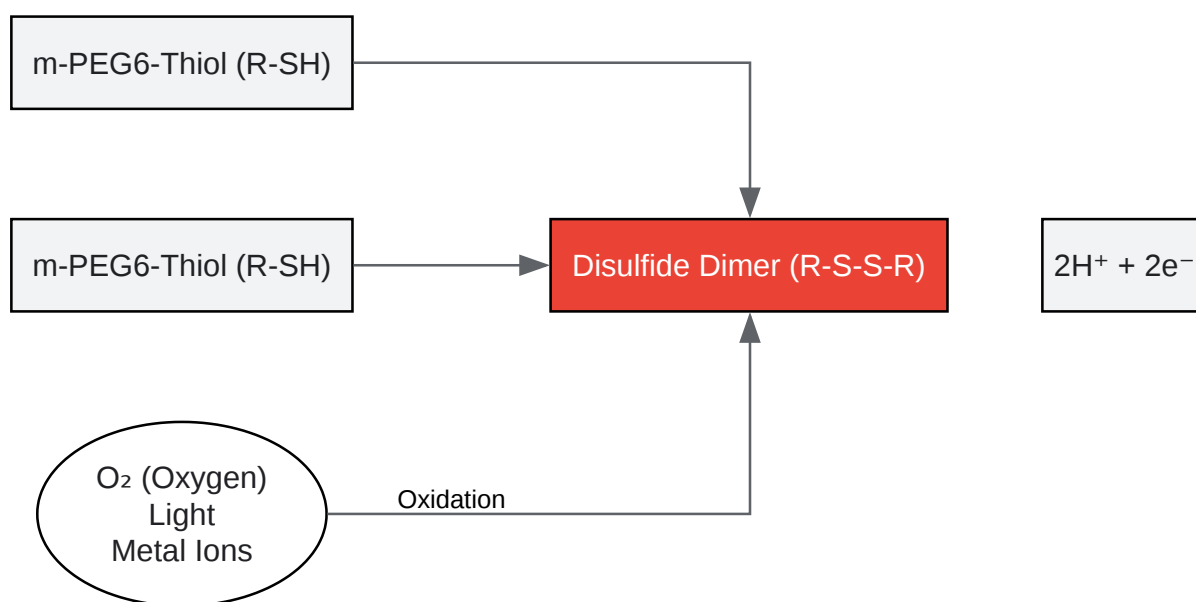 m-PEG6-Thiol (R-SH)
m-PEG6-Thiol (R-SH)
Disulfide Dimer (R-S-S-R)
2H⁺ + 2e⁻
O₂ (Oxygen)
Light
Metal Ions
Oxidation